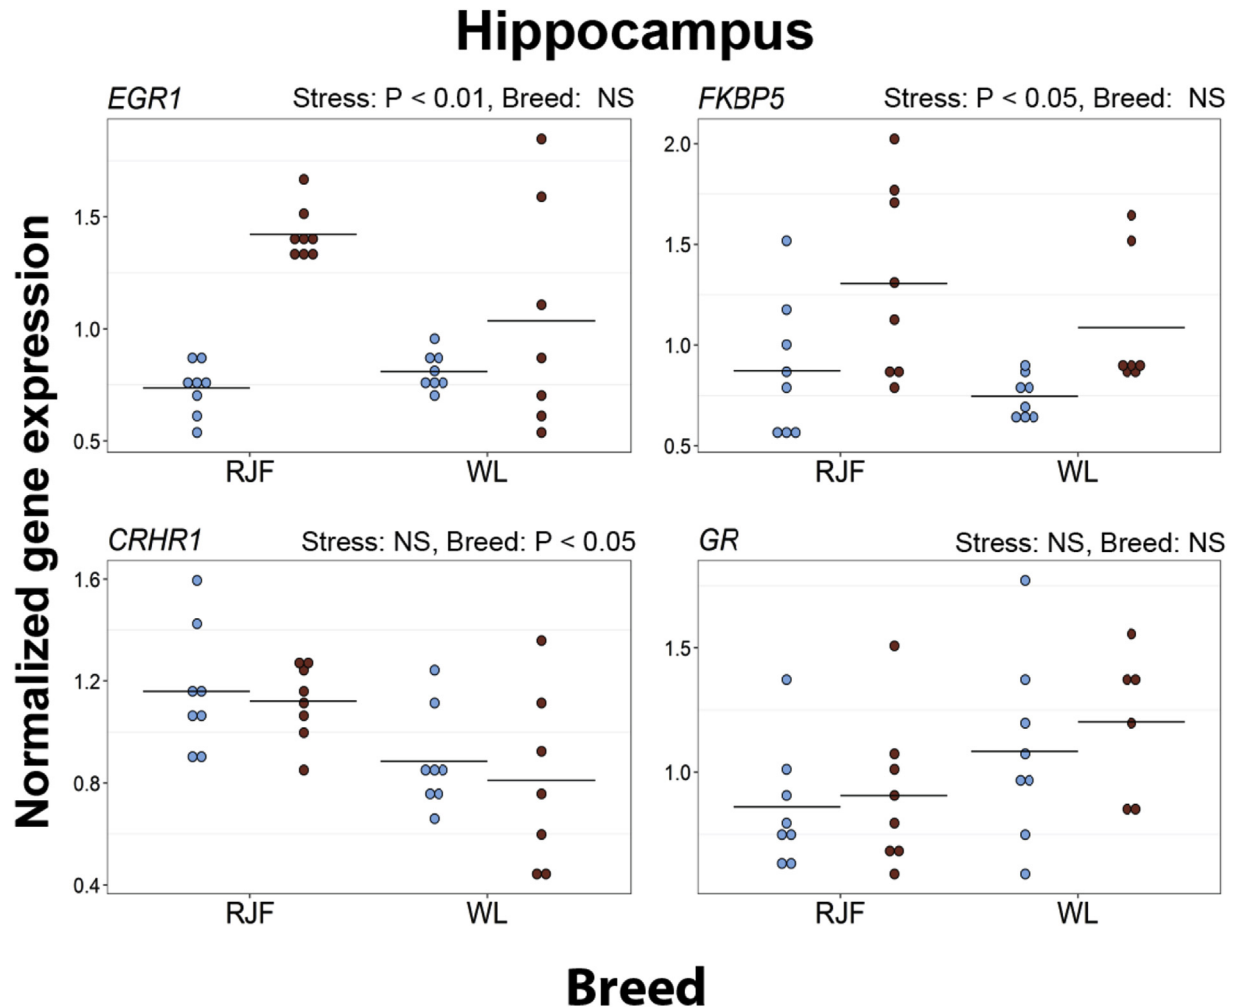 Hippocampus
EGR1 Stress: P < 0.01, Breed: NS
FKBP5 Stress: P < 0.05, Breed: NS
Normalized gene expression
1.5
1.0
0.5
RJF WL
2.0
1.5
1.0
0.5
RJF WL
CRHR1 Stress: NS, Breed: P < 0.05
GR Stress: NS, Breed: NS
1.6
1.2
0.8
0.4
RJF WL
1.5
1.0
RJF WL
Breed